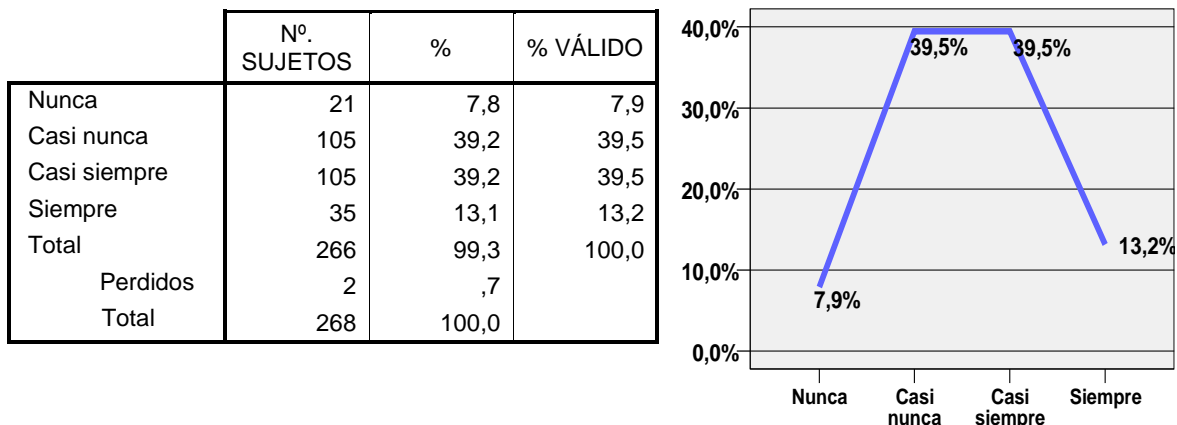 Nº. SUJETOS % % VÁLIDO
Nunca 21 7,8 7,9
Casi nunca 105 39,2 39,5
Casi siempre 105 39,2 39,5
Siempre 35 13,1 13,2
Total 266 99,3 100,0
Perdidos 2 ,7
Total 268 100,0
40,0%
39,5% 39,5%
30,0%
20,0%
13,2%
10,0%
7,9%
0,0%
Nunca Casi nunca Casi siempre Siempre